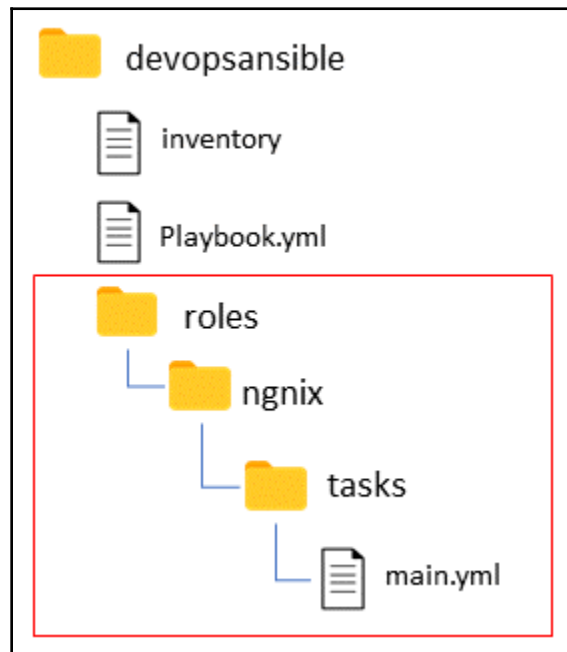 devopsansible
inventory
Playbook.yml
roles
ngnix
tasks
main.yml